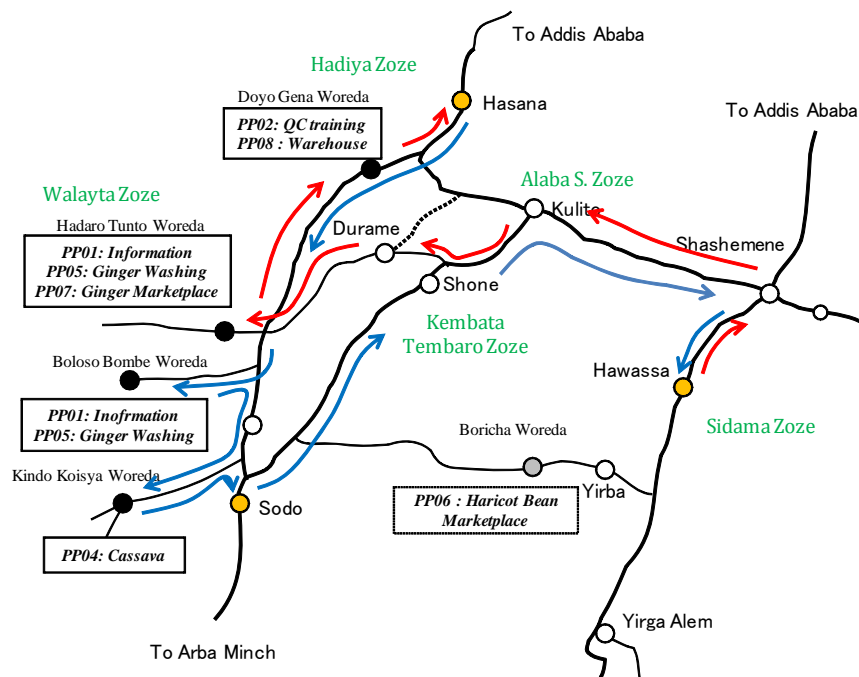 To Addis Ababa
Hadiya Zoze
Doyo Gena Woreda
Hasana
PP02: QC training
PP08 : Warehouse
To Addis Ababa
Walayta Zoze
Alaba S. Zoze
Hadaro Tunto Woreda
Durame
Kulito
PP01: Information
PP05: Ginger Washing
PP07: Ginger Marketplace
Shashemene
Shone
Kembata
Tembaro Zoze
Boloso Bombe Woreda
Hawassa
PP01: Inofrmation
PP05: Ginger Washing
Sidama Zoze
Boricha Woreda
Kindo Koisya Woreda
Yirba
PP06 : Haricot Bean
Marketplace
Sodo
PP04: Cassava
Yirga Alem
To Arba Minch